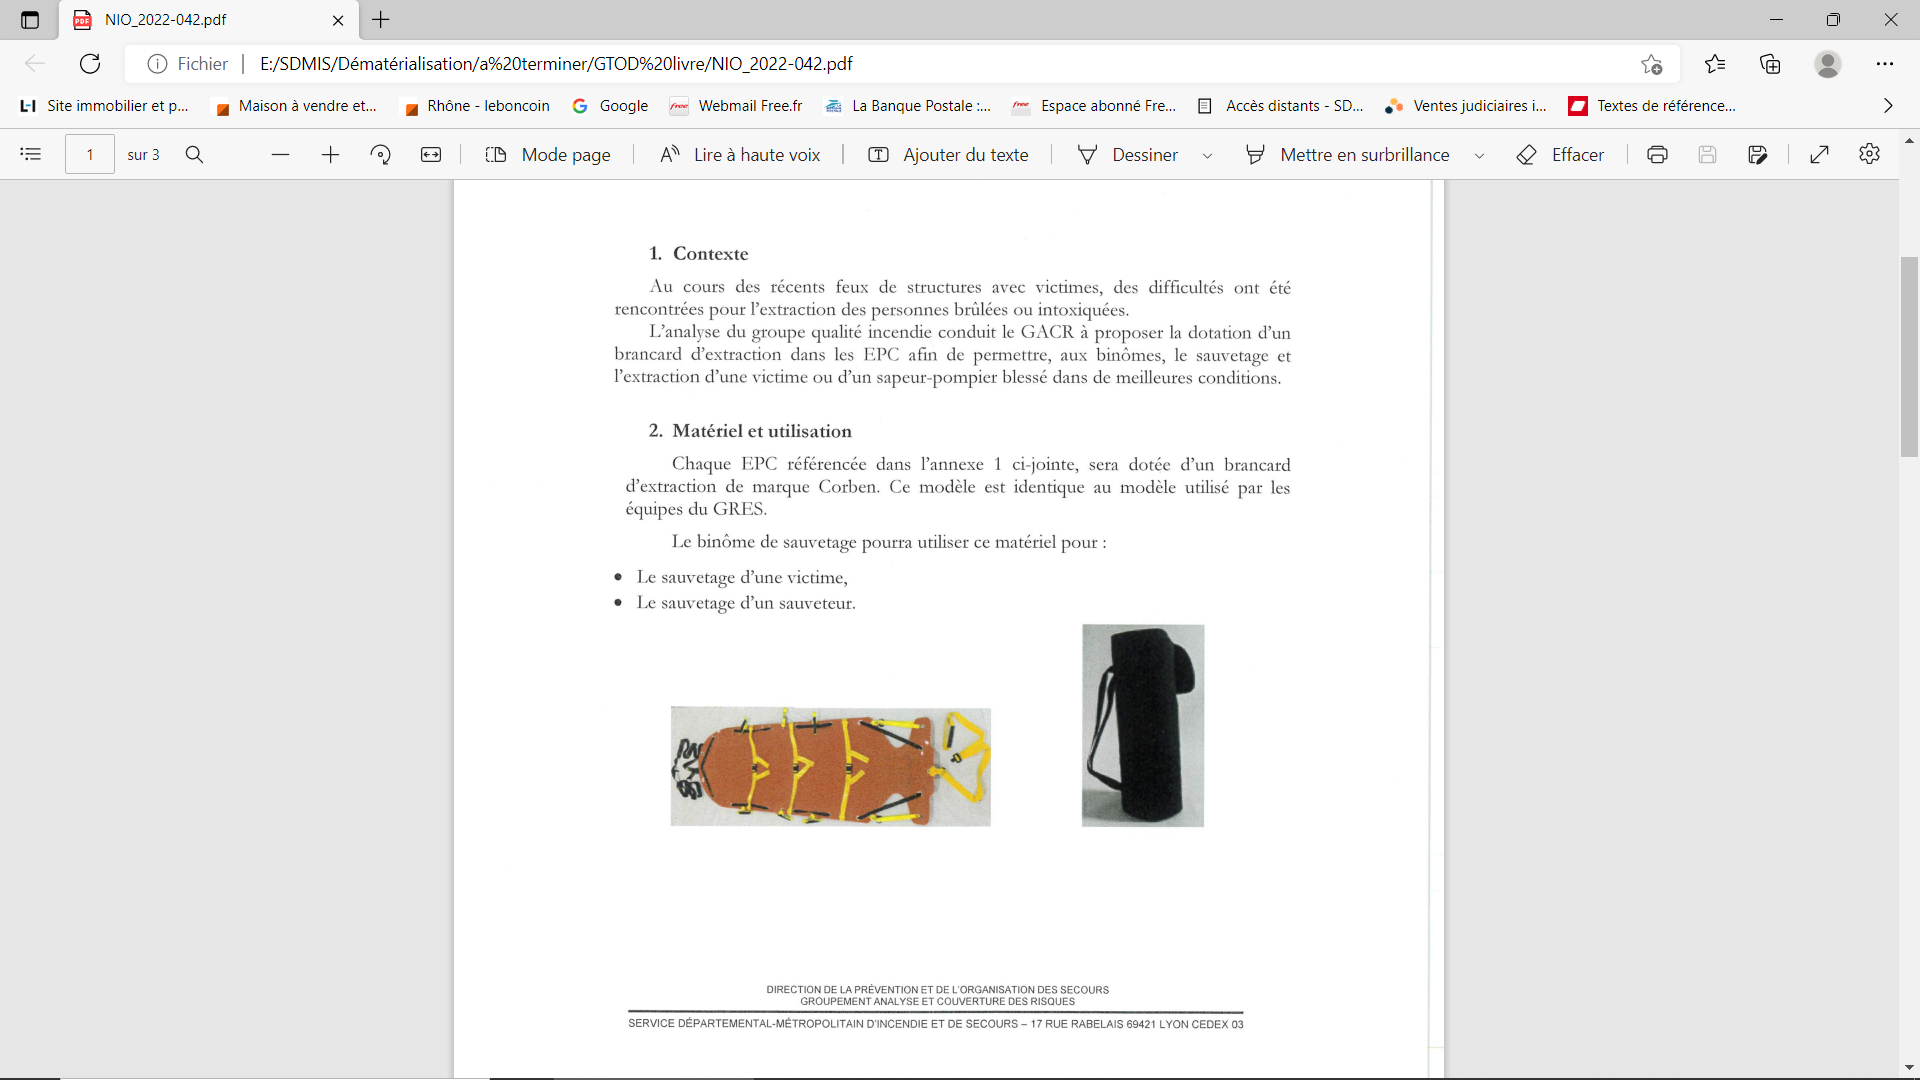 NIO_2022-042.pdf
Fichier E:/SDMIS/Dématérialisation/a%20terminer/GTOD%20livre/NIO_2022-042.pdf
Site immobilier et p... Maison à vendre et... Rhône - leboncoin Google Webmail Free.fr La Banque Postale :... Espace abonné Fre... Accès distants - SD... Ventes judiciaires i... Textes de référence...
1 sur 3 Mode page Lire à haute voix Ajouter du texte Dessiner Mettre en surbrillance Effacer
1. Contexte
Au cours des récents feux de structures avec victimes, des difficultés ont été
rencontrées pour l'extraction des personnes brûlées ou intoxiquées.
L'analyse du groupe qualité incendie conduit le GACR à proposer la dotation d'un
brancard d'extraction dans les EPC afin de permettre, aux binômes, le sauvetage et
l'extraction d'une victime ou d'un sapeur-pompier blessé dans de meilleures conditions.
2. Matériel et utilisation
Chaque EPC référencée dans l'annexe 1 ci-jointe, sera dotée d'un brancard
d'extraction de marque Corben. Ce modèle est identique au modèle utilisé par les
équipes du GRES.
Le binôme de sauvetage pourra utiliser ce matériel pour :
• Le sauvetage d'une victime,
• Le sauvetage d'un sauveteur.
DIRECTION DE LA PRÉVENTION ET DE L'ORGANISATION DES SECOURS
GROUPEMENT ANALYSE ET COUVERTURE DES RISQUES
SERVICE DÉPARTEMENTAL-MÉTROPOLITAIN D'INCENDIE ET DE SECOURS – 17 RUE RABELAIS 69421 LYON CEDEX 03